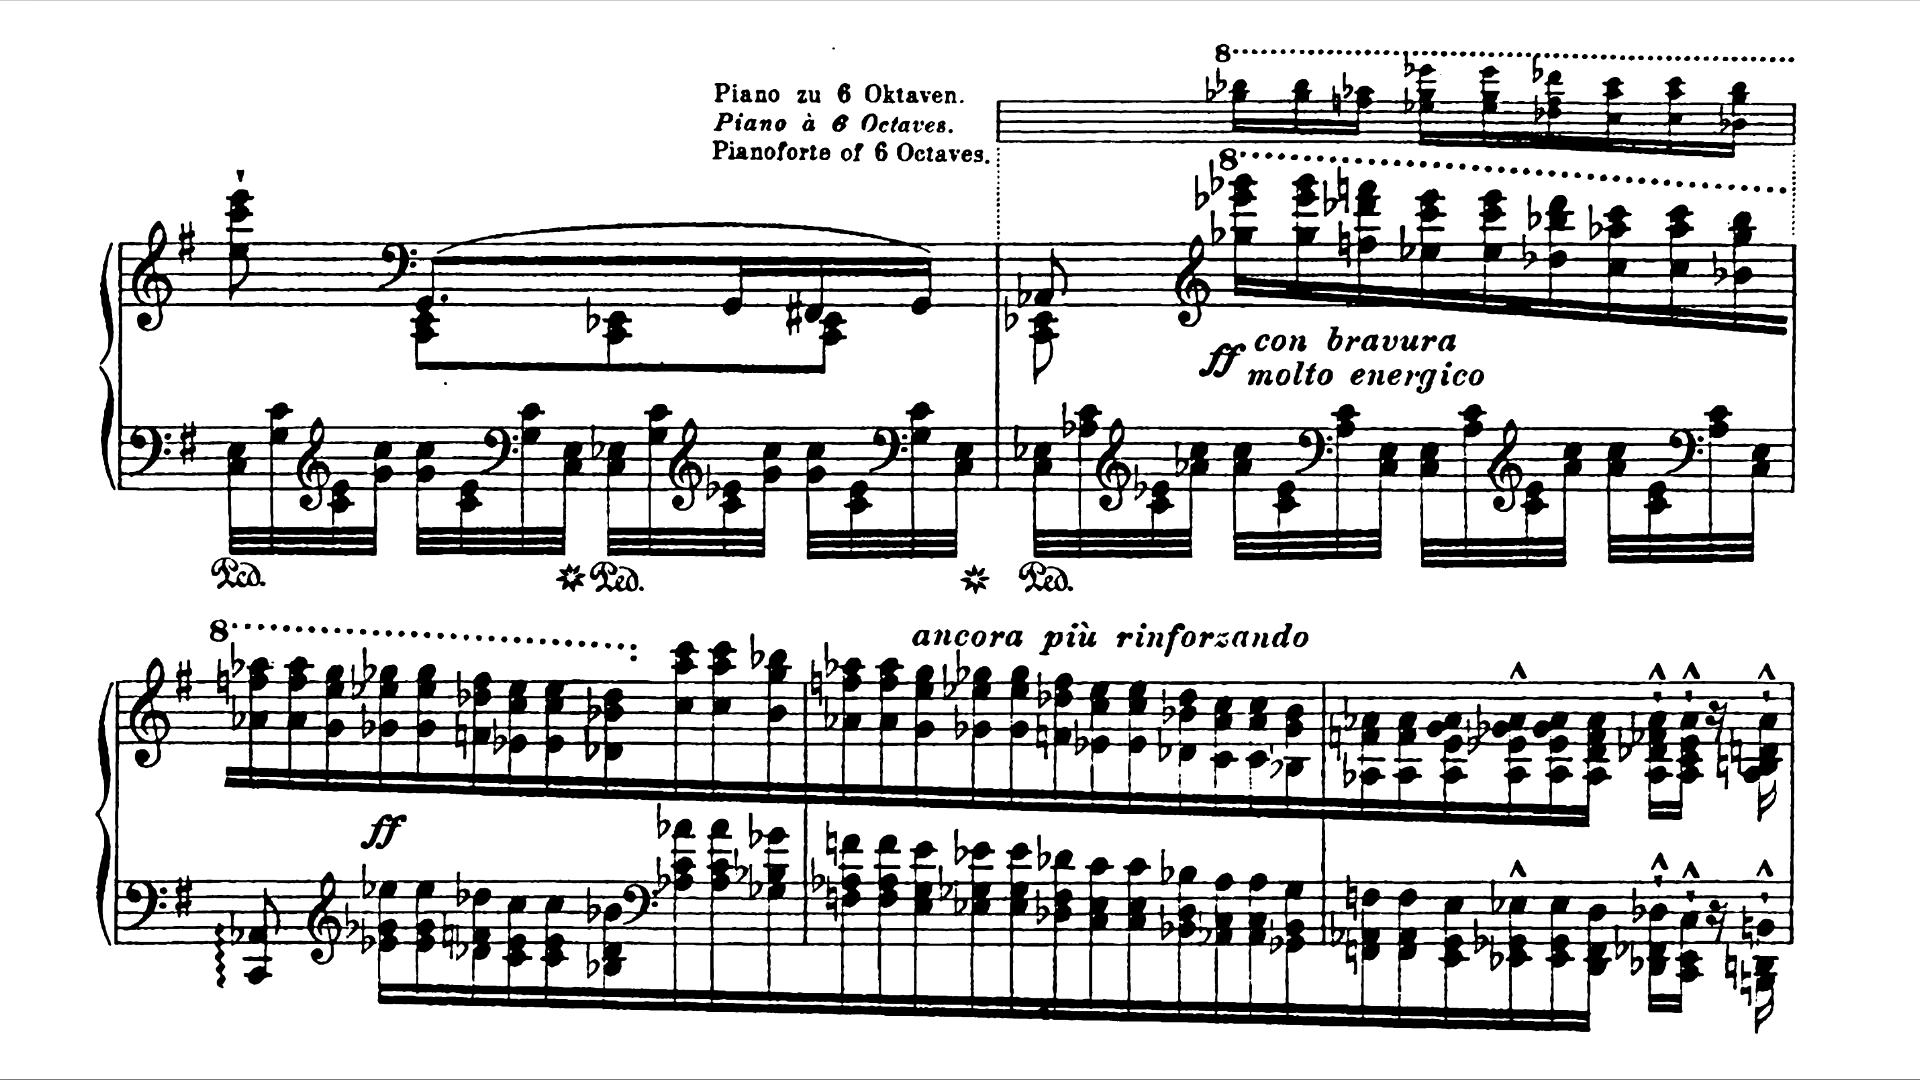 8
Piano zu 6 Oktaven.
Piano à 6 Octaves.
Pianoforte of 6 Octaves.
8
ff con bravura
molto energico
Ped. Ped. Ped.
8
ancora più rinforzando
ff